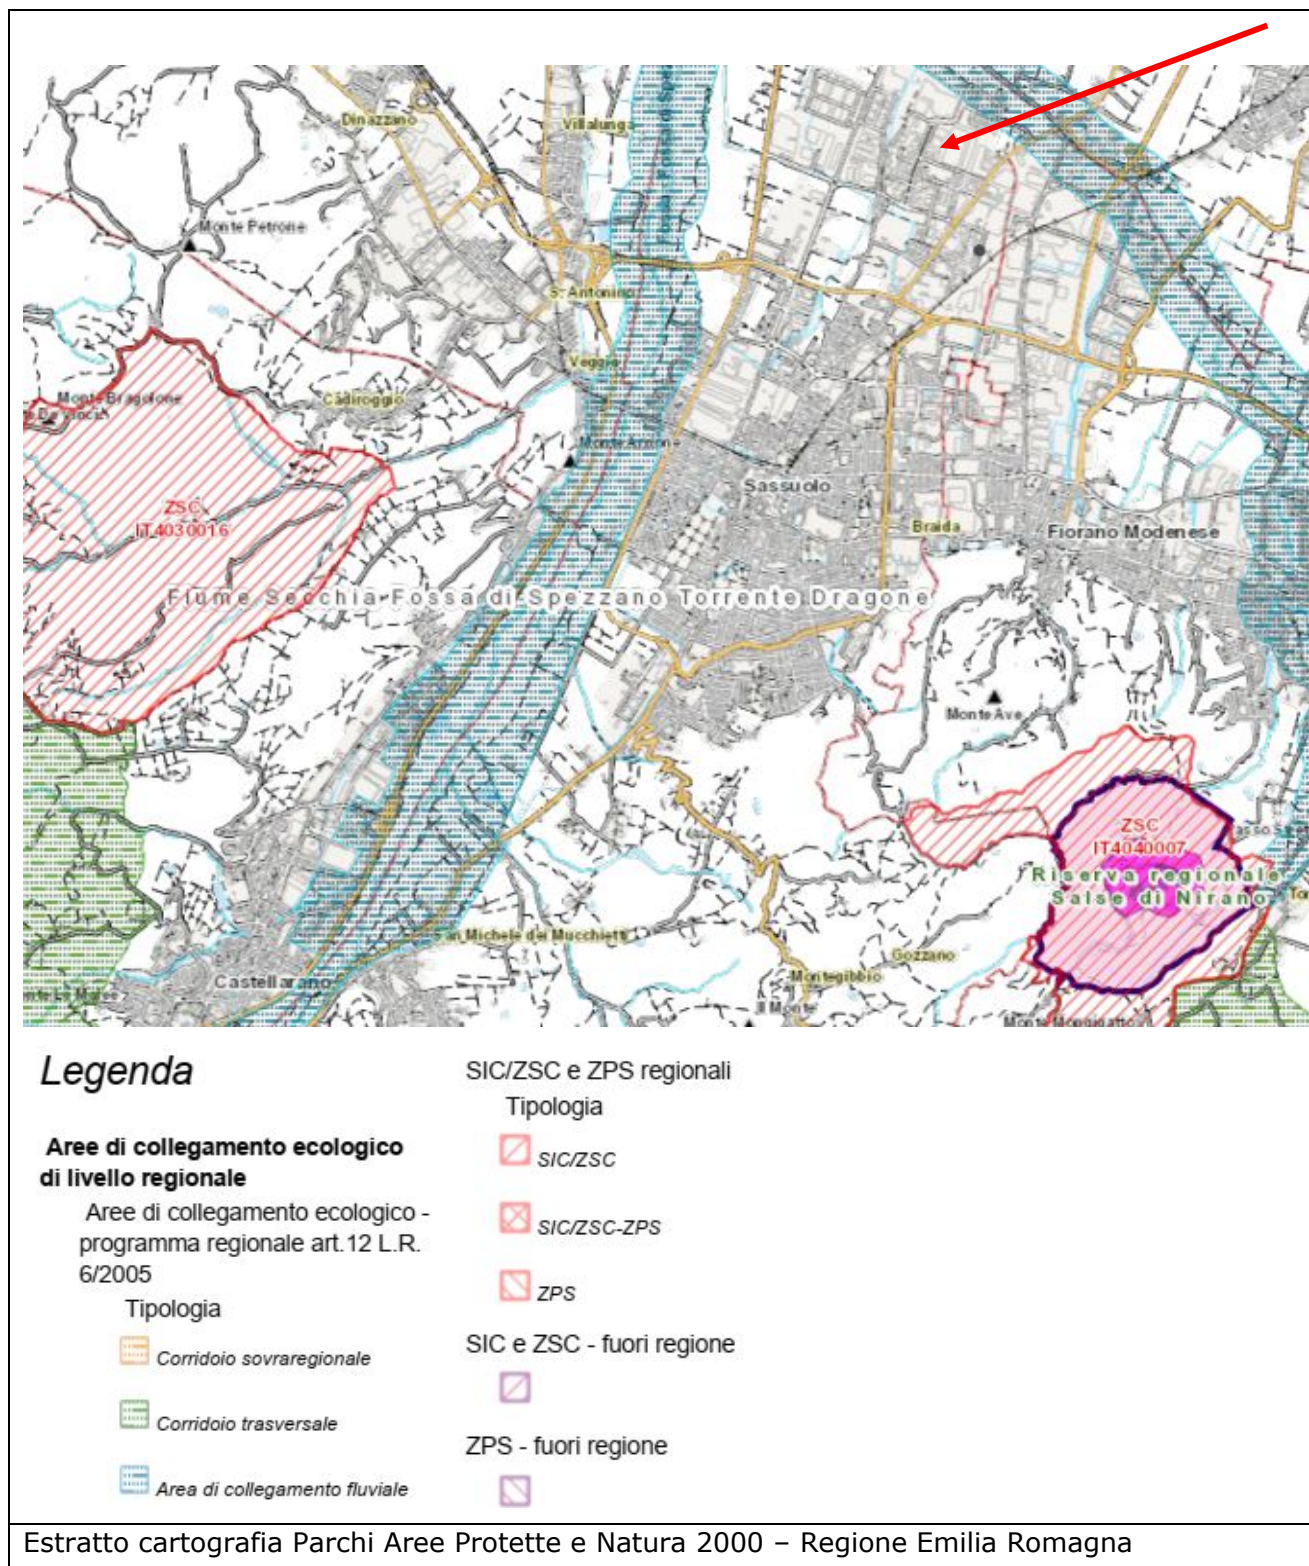 Dinazzano
Villalunga
Monte Petrone
S. Antonino
Veggia
Cadiroggio
Monte Bragolone
Sassuolo
Braida
Fiorano Modenese
ZSC
IT4030016
Fiume Secchia-Fossa di Spezzano Torrente Dragone
Monte Ave
ZSC
IT4040007
Riserva regionale
Salse di Nirano
San Michele dei Mucchietti
Gozzano
Castellarano
Montegibbio
Il Monte
Legenda
Aree di collegamento ecologico
di livello regionale
Aree di collegamento ecologico -
programma regionale art.12 L.R.
6/2005
Tipologia
Corridoio sovraregionale
Corridoio trasversale
Area di collegamento fluviale
SIC/ZSC e ZPS regionali
Tipologia
SIC/ZSC
SIC/ZSC-ZPS
ZPS
SIC e ZSC - fuori regione
ZPS - fuori regione
Estratto cartografia Parchi Aree Protette e Natura 2000 – Regione Emilia Romagna